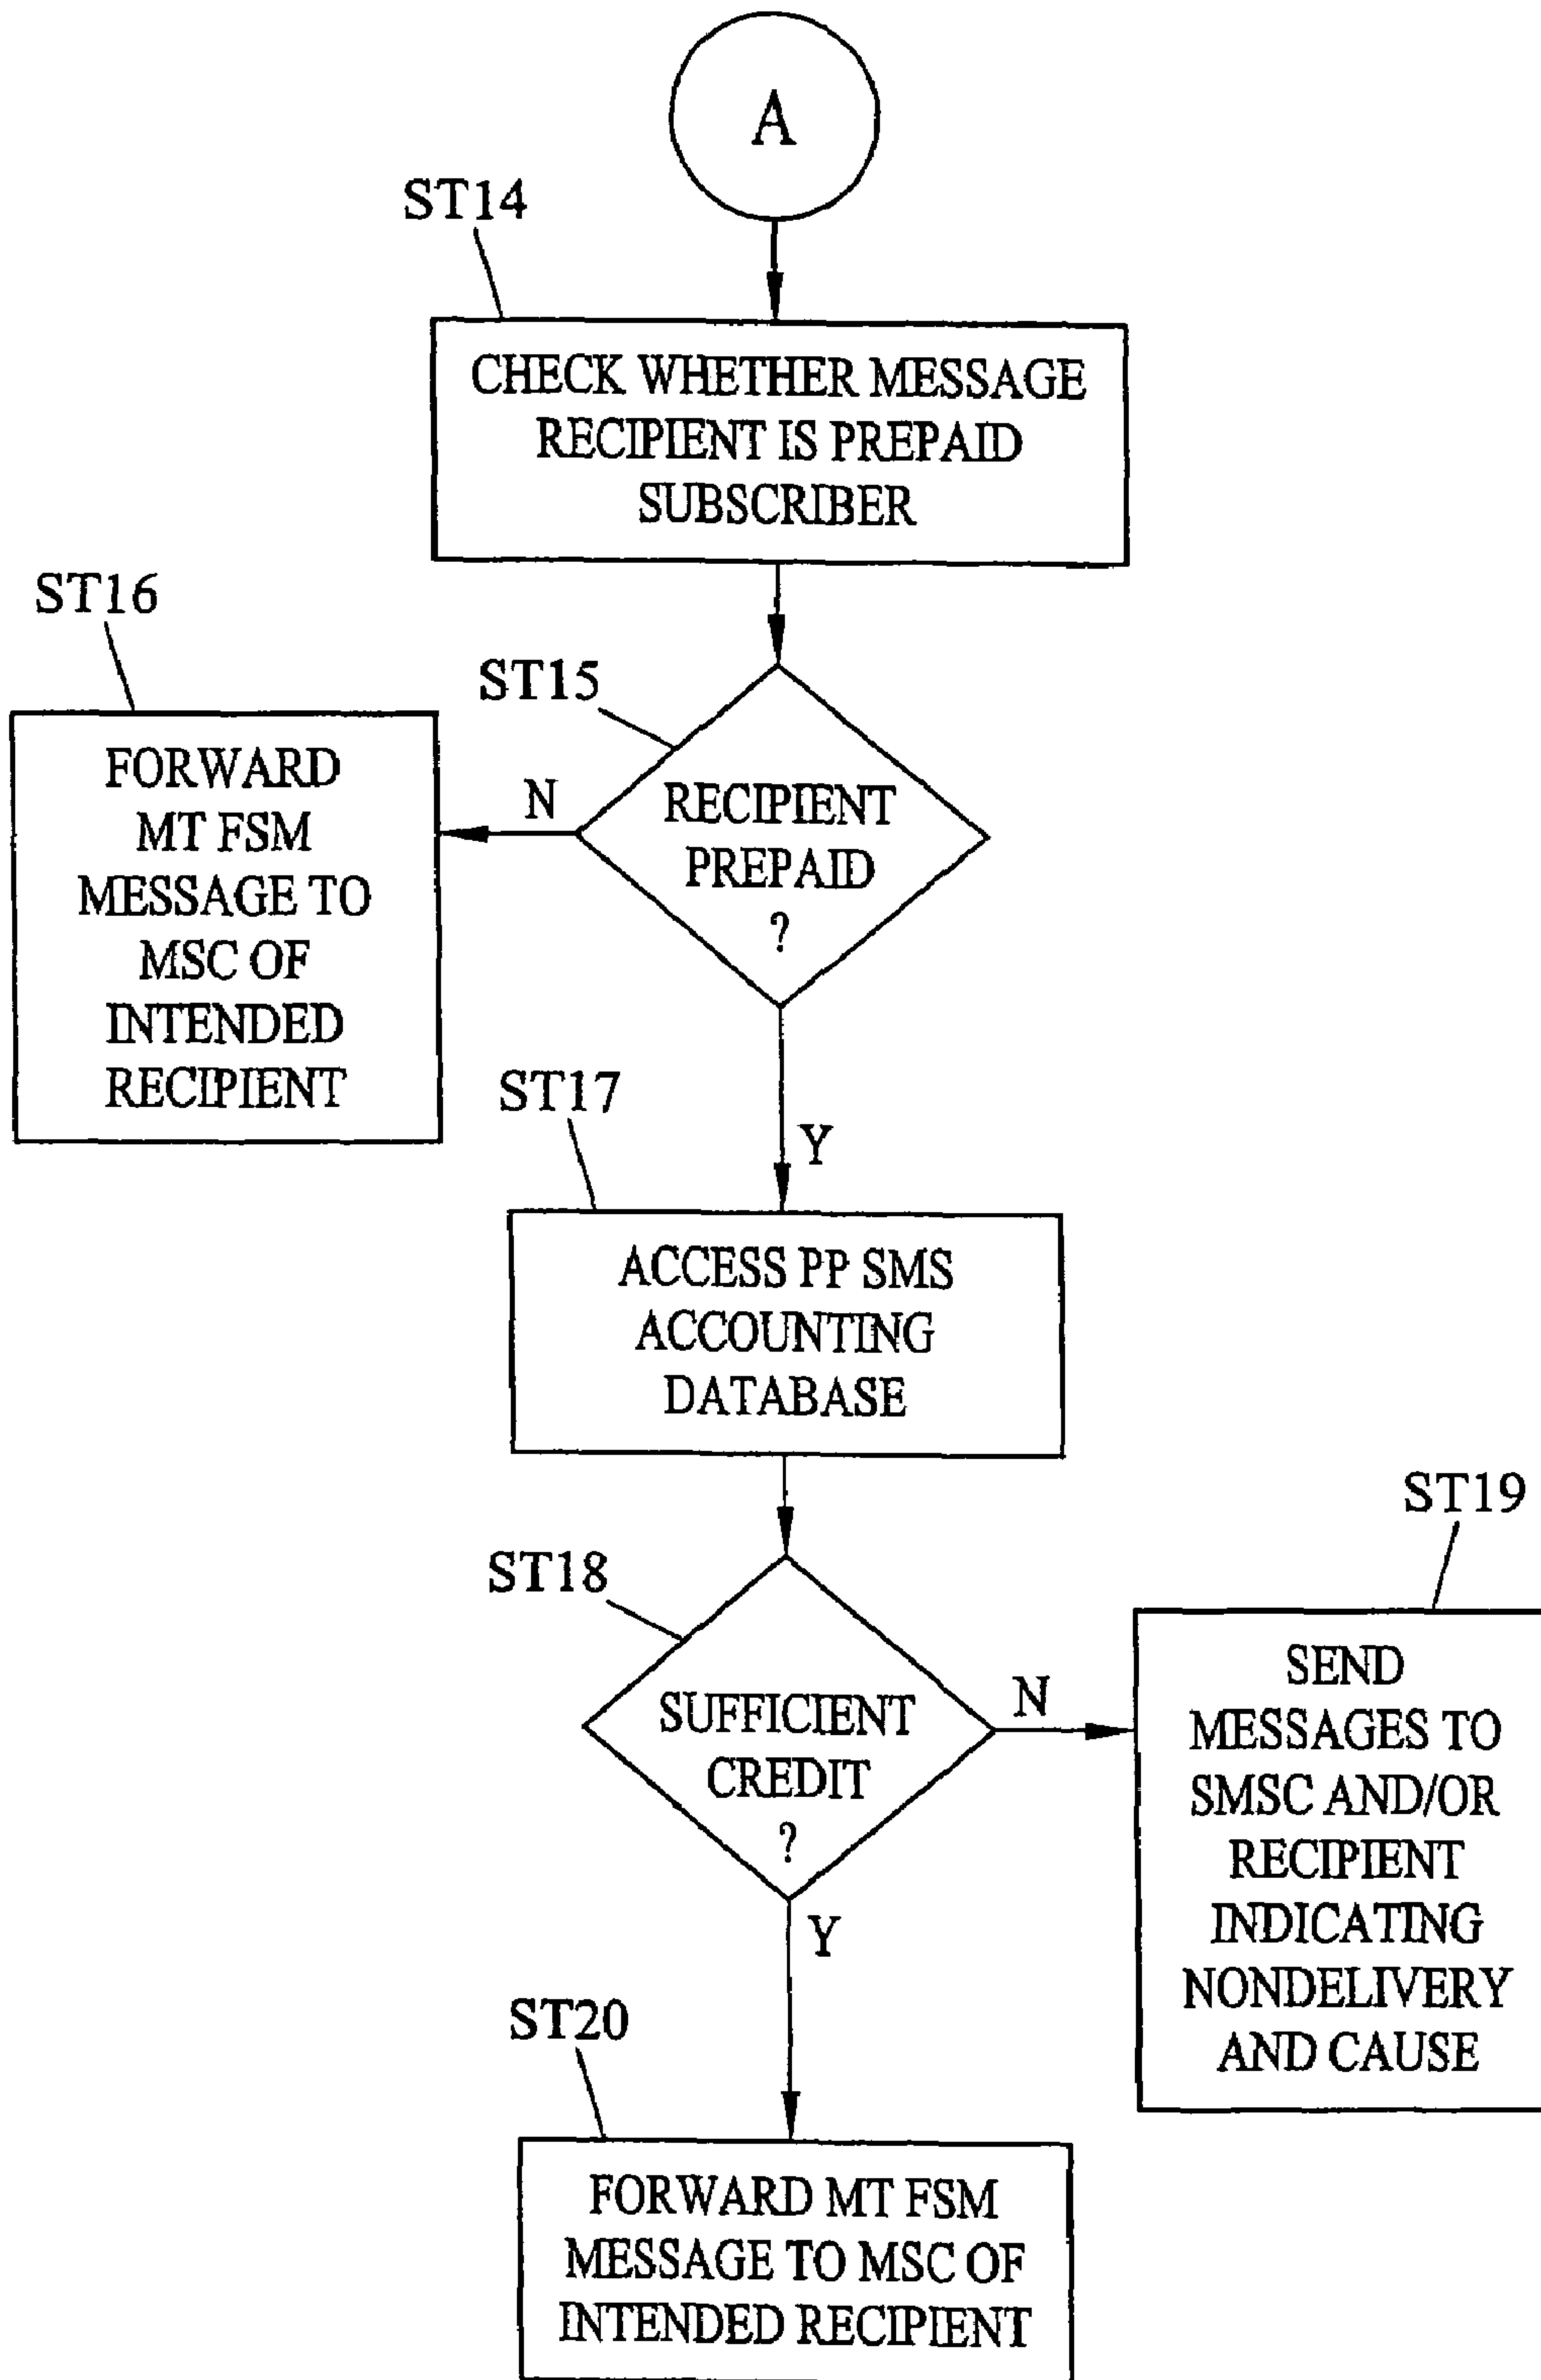 A
ST14
CHECK WHETHER MESSAGE
RECIPIENT IS PREPAID
SUBSCRIBER
ST16
FORWARD
MT FSM
MESSAGE TO
MSC OF
INTENDED
RECIPIENT
ST15
N
RECIPIENT
PREPAID
?
Y
ST17
ACCESS PP SMS
ACCOUNTING
DATABASE
ST18
SUFFICIENT
CREDIT
?
N
ST19
SEND
MESSAGES TO
SMSC AND/OR
RECIPIENT
INDICATING
NONDELIVERY
AND CAUSE
Y
ST20
FORWARD MT FSM
MESSAGE TO MSC OF
INTENDED RECIPIENT